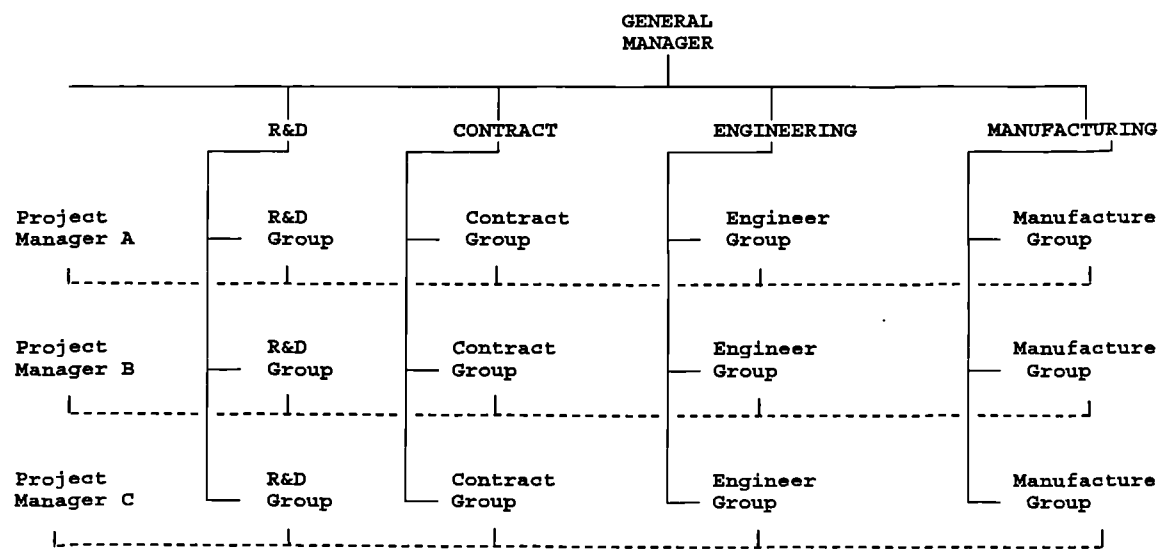 GENERAL
MANAGER
R&D CONTRACT ENGINEERING MANUFACTURING
Project R&D Contract Engineer Manufacture
Manager A Group Group Group Group
Project R&D Contract Engineer Manufacture
Manager B Group Group Group Group
Project R&D Contract Engineer Manufacture
Manager C Group Group Group Group